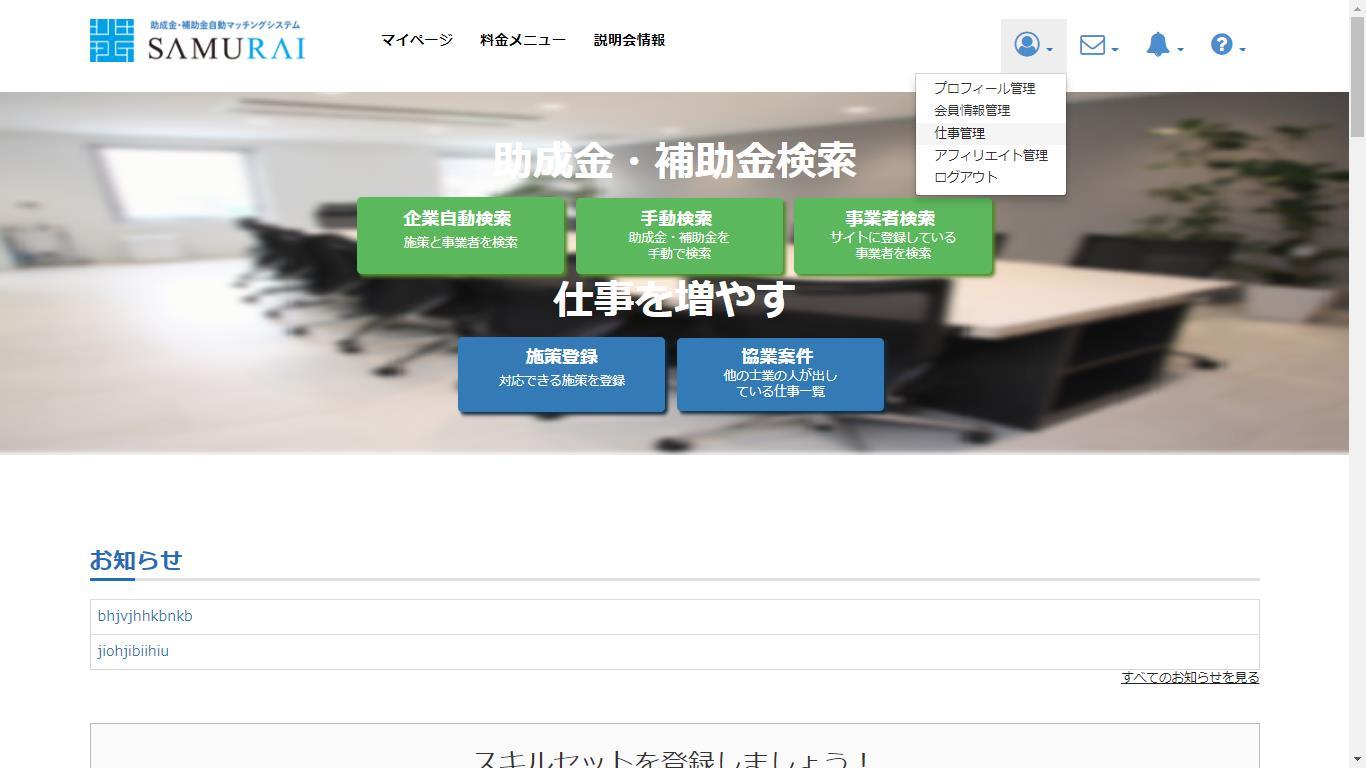 助成金・補助金自動マッチングシステム
SAMURAI
マイページ
料金メニュー
説明会情報
プロフィール管理
会員情報管理
仕事管理
アフィリエイト管理
ログアウト
助成金・補助金検索
企業自動検索
施策と事業者を検索
手動検索
助成金・補助金を
手動で検索
事業者検索
サイトに登録している
事業者を検索
仕事を増やす
施策登録
対応できる施策を登録
協業案件
他の士業の人が出し
ている仕事一覧
お知らせ
bhjvjhhkbnkb
jiohjibiihiu
すべてのお知らせを見る
スキルセットを登録しましょう！